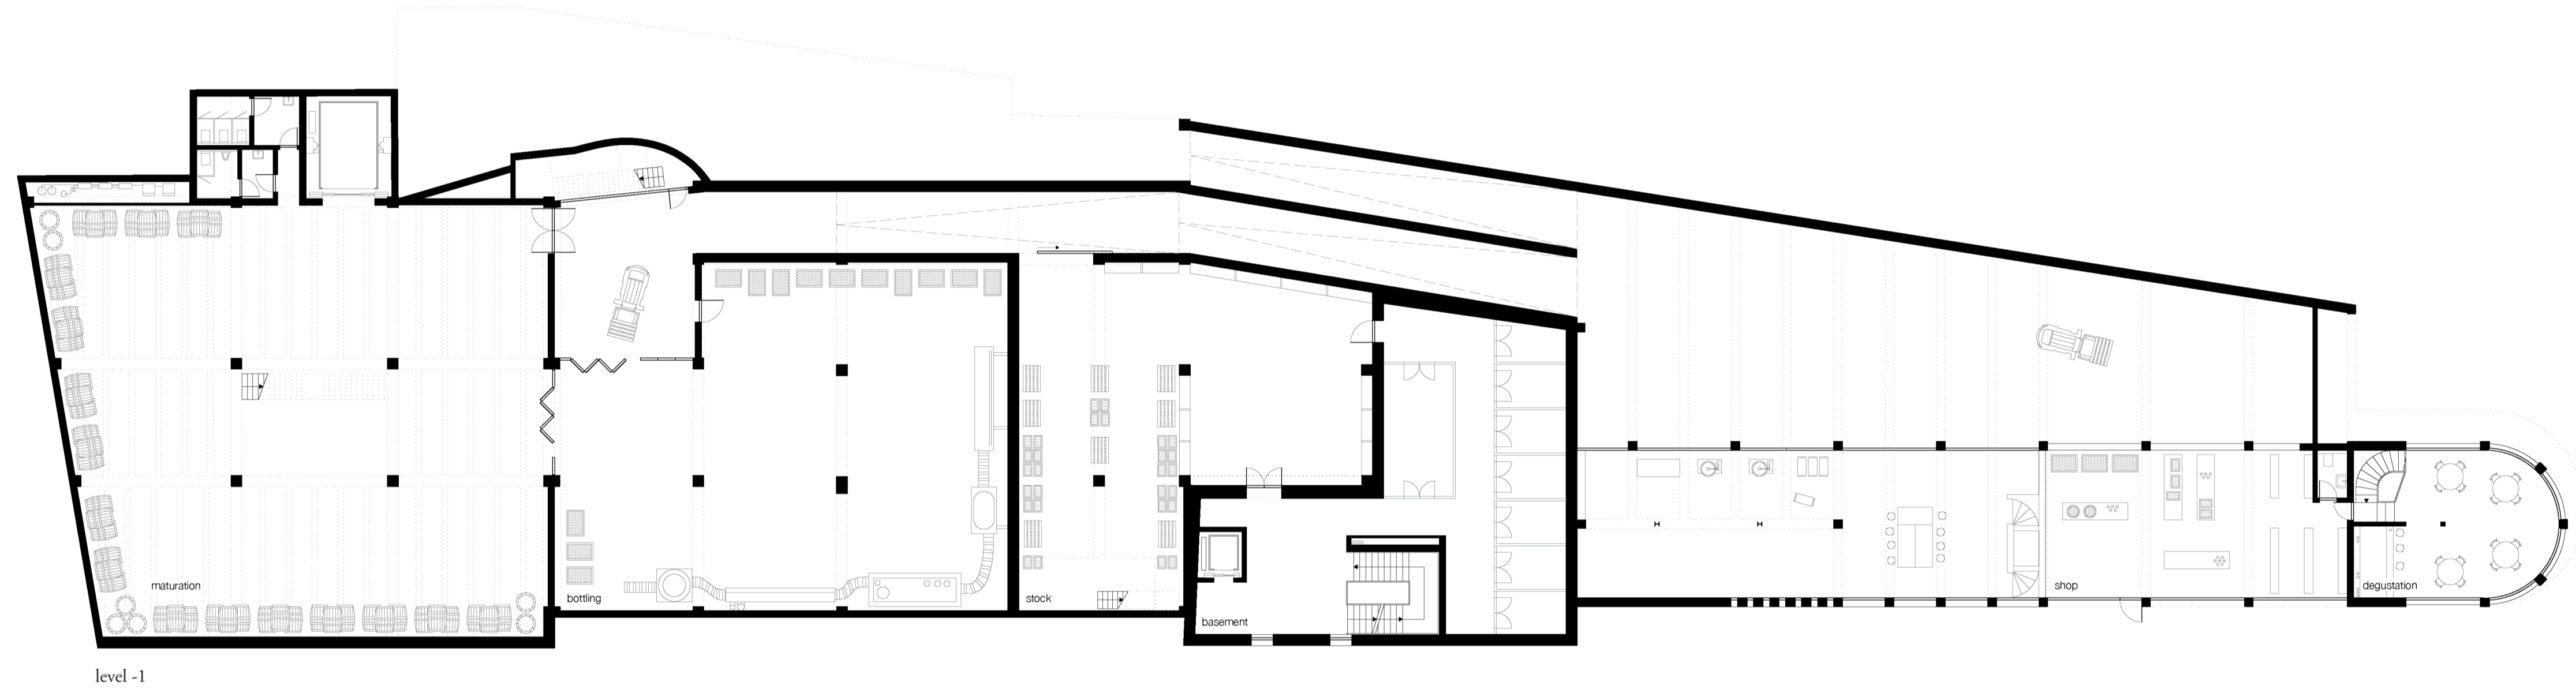 maturation
bottling
stock
basement
shop
degustation
level -1